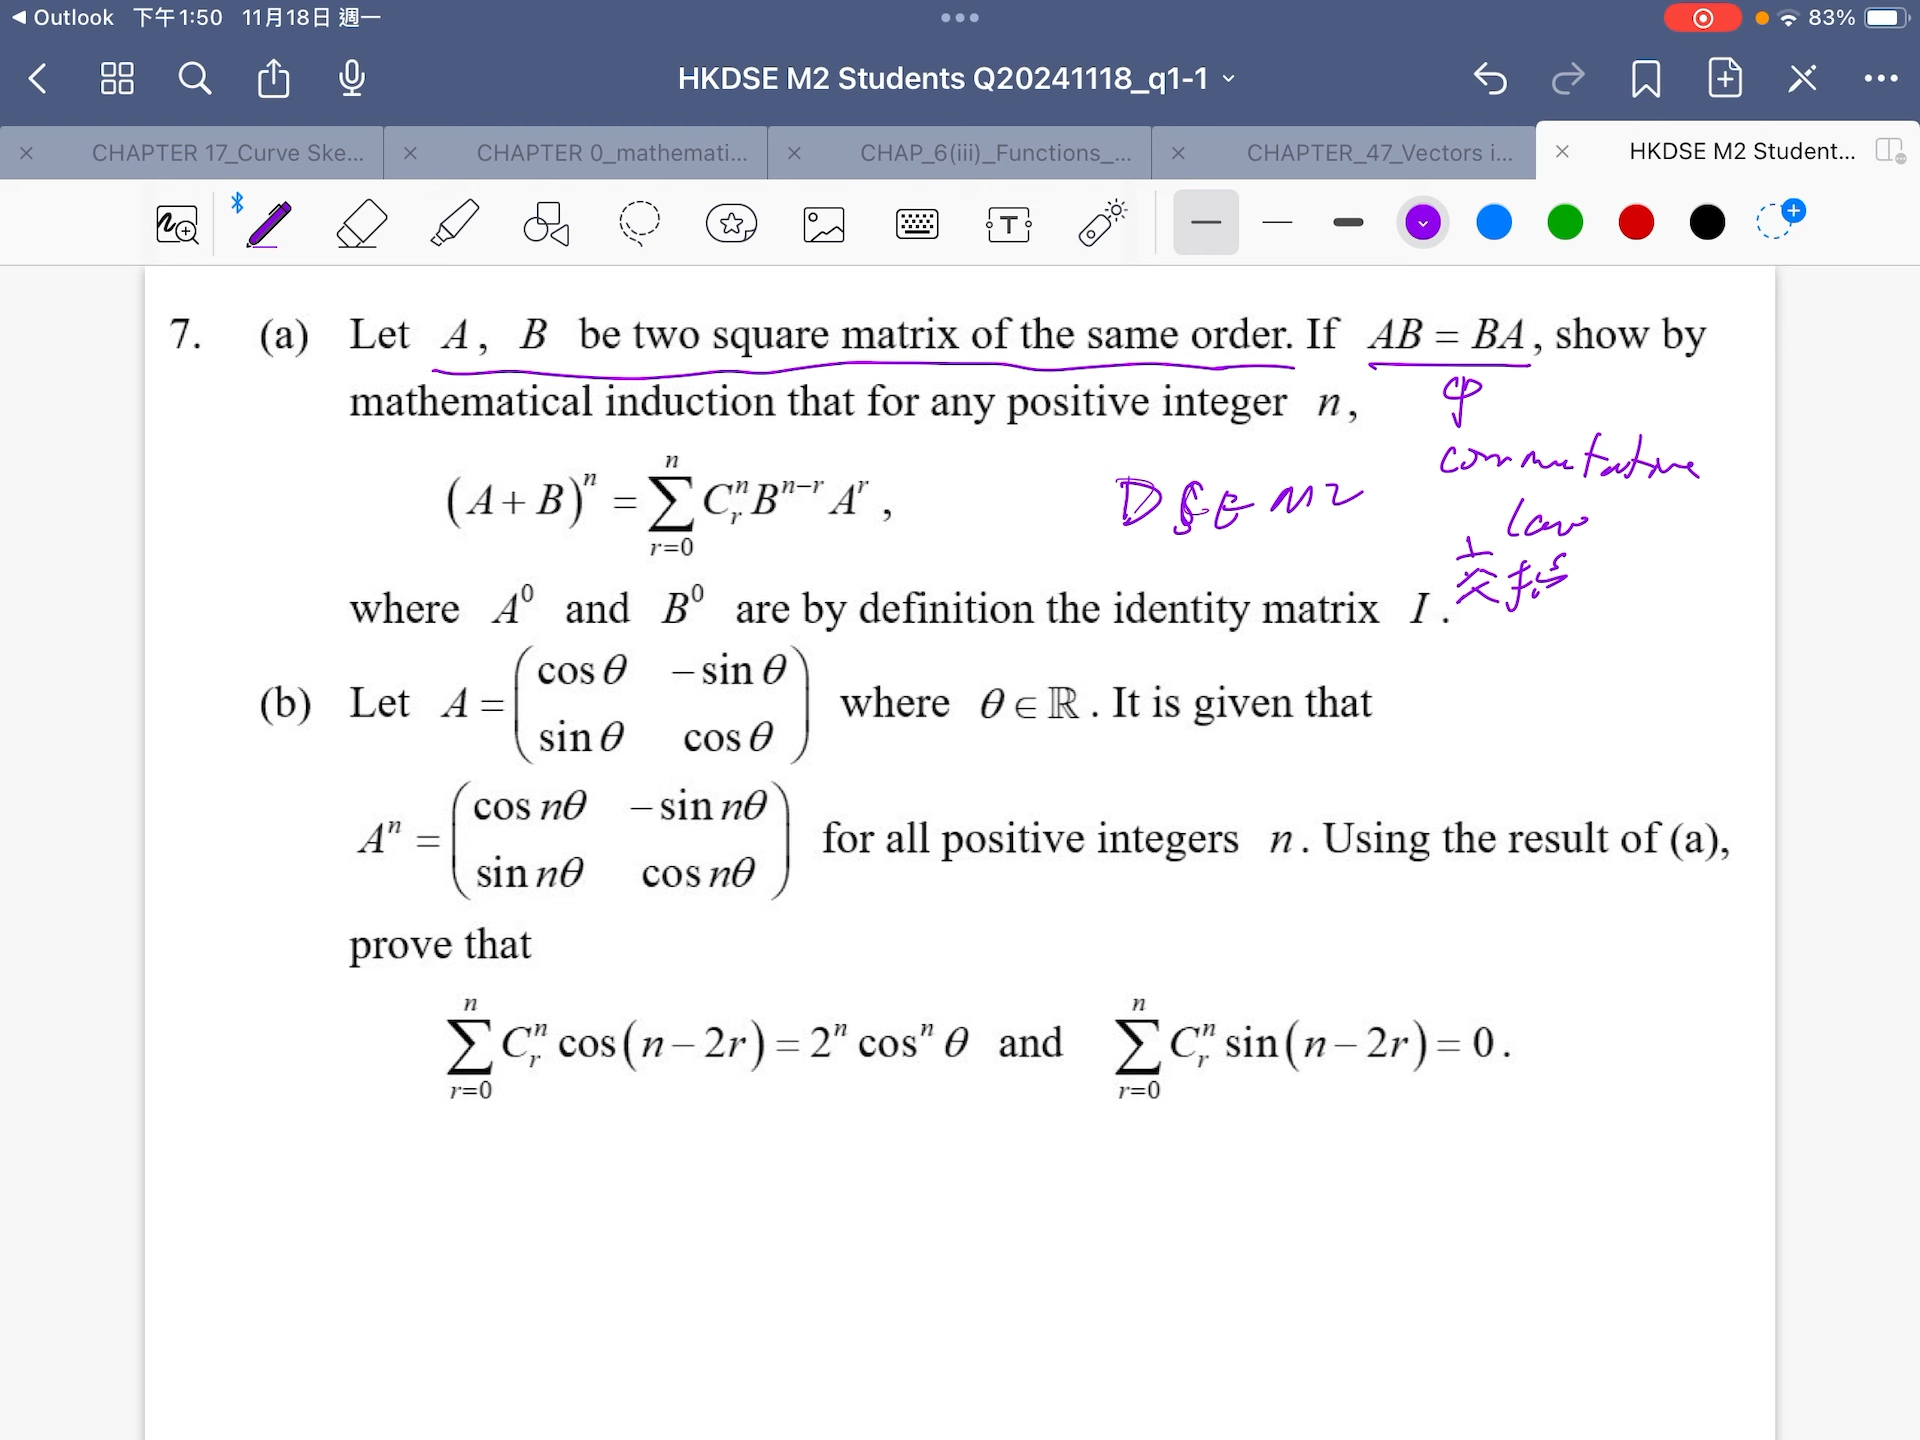 Outlook 下午1:50 11月18日 週一 83%
HKDSE M2 Students Q20241118_q1-1
CHAPTER 17_Curve Ske... CHAPTER 0_mathemati... CHAP_6(iii)_Functions_... CHAPTER_47_Vectors i... HKDSE M2 Student...
7. (a) Let A, B be two square matrix of the same order. If AB = BA, show by
mathematical induction that for any positive integer n,
commutative
(A+B)^n = ∑_{r=0}^{n} C_r^n B^{n-r} A^r ,
DSE M2
law
交換
where A^0 and B^0 are by definition the identity matrix I.
(b) Let A = (cos θ −sin θ; sin θ cos θ) where θ ∈ ℝ. It is given that
A^n = (cos nθ −sin nθ; sin nθ cos nθ) for all positive integers n. Using the result of (a),
prove that
∑_{r=0}^{n} C_r^n cos(n−2r) = 2^n cos^n θ and ∑_{r=0}^{n} C_r^n sin(n−2r) = 0.